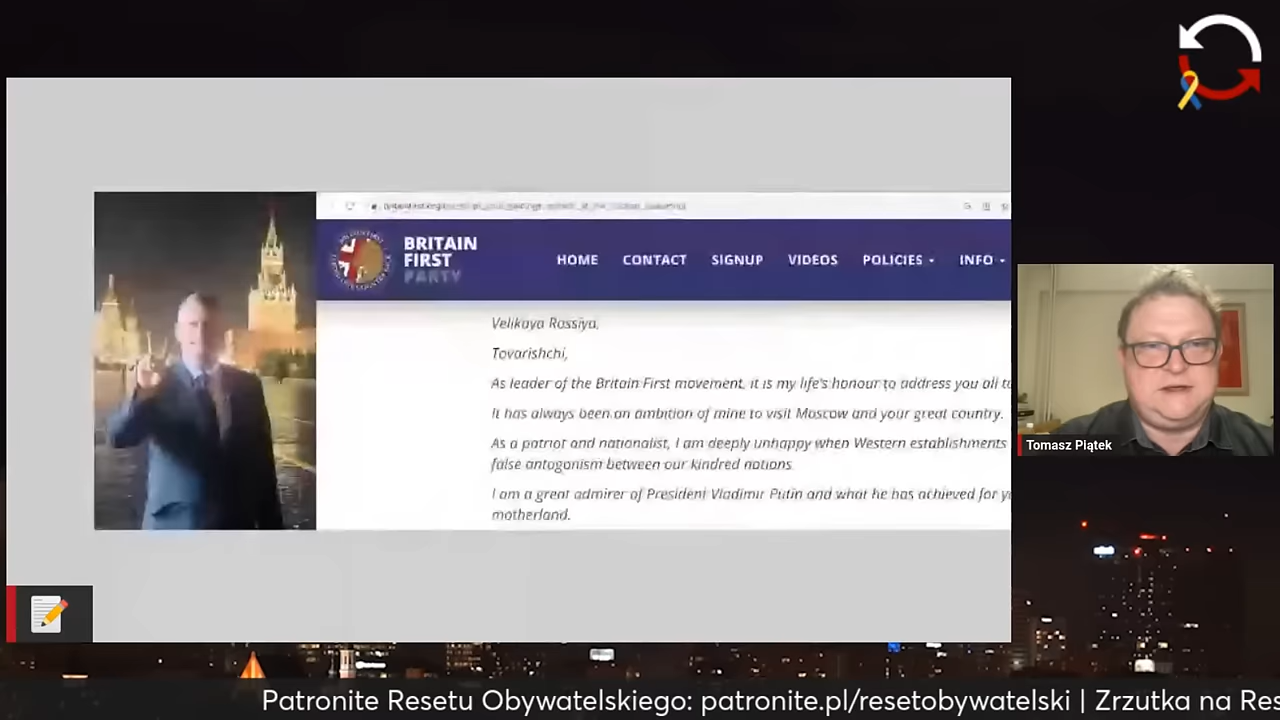 BRITAIN
FIRST
PARTY
HOME CONTACT SIGNUP VIDEOS POLICIES INFO
Velikaya Rossiya,
Tovarishchi,
As leader of the Britain First movement, it is my life's honour to address you all
It has always been an ambition of mine to visit Moscow and your great country.
As a patriot and nationalist, I am deeply unhappy when Western establishments
false antagonism between our kindred nations.
I am a great admirer of President Vladimir Putin and what he has achieved for
motherland.
Tomasz Piątek
Patronite Resetu Obywatelskiego: patronite.pl/resetobywatelski | Zrzutka na Res